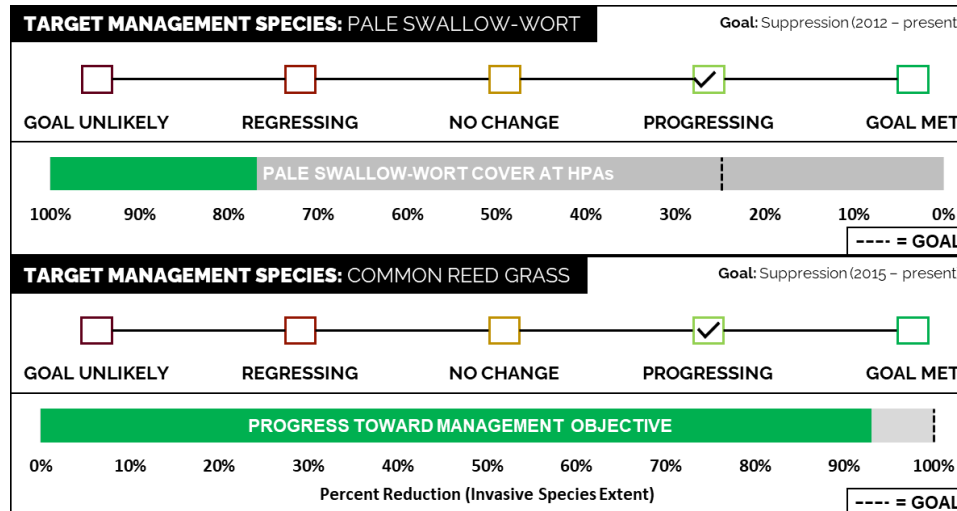 TARGET MANAGEMENT SPECIES: PALE SWALLOW-WORT
Goal: Suppression (2012 – present
GOAL UNLIKELY REGRESSING NO CHANGE PROGRESSING GOAL MET
PALE SWALLOW-WORT COVER AT HPAs
100% 90% 80% 70% 60% 50% 40% 30% 20% 10% 0%
---- = GOAL
TARGET MANAGEMENT SPECIES: COMMON REED GRASS
Goal: Suppression (2015 – present
GOAL UNLIKELY REGRESSING NO CHANGE PROGRESSING GOAL MET
PROGRESS TOWARD MANAGEMENT OBJECTIVE
0% 10% 20% 30% 40% 50% 60% 70% 80% 90% 100%
Percent Reduction (Invasive Species Extent)
---- = GOAL